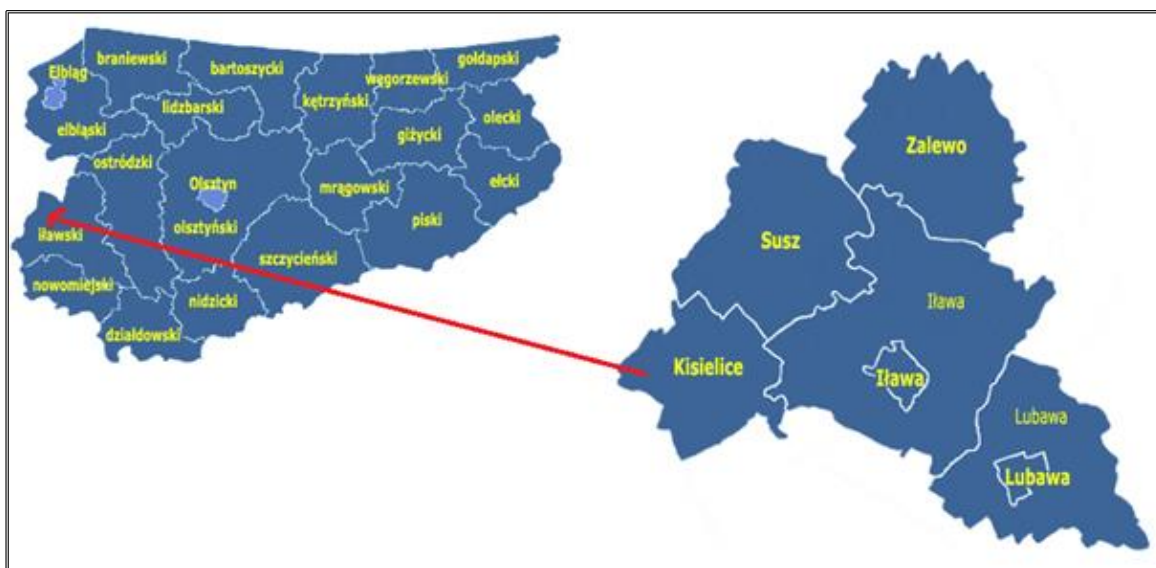 Elbląg
braniewski
bartoszycki
gołdapski
węgorzewski
kętrzyński
lidzbarski
olecki
elbląski
giżycki
ostródzki
ełcki
Olsztyn
mrągowski
piski
olsztyński
iławski
szczycieński
nowomiejski
nidzicki
działdowski
Zalewo
Susz
Iława
Kisielice
Iława
Lubawa
Lubawa